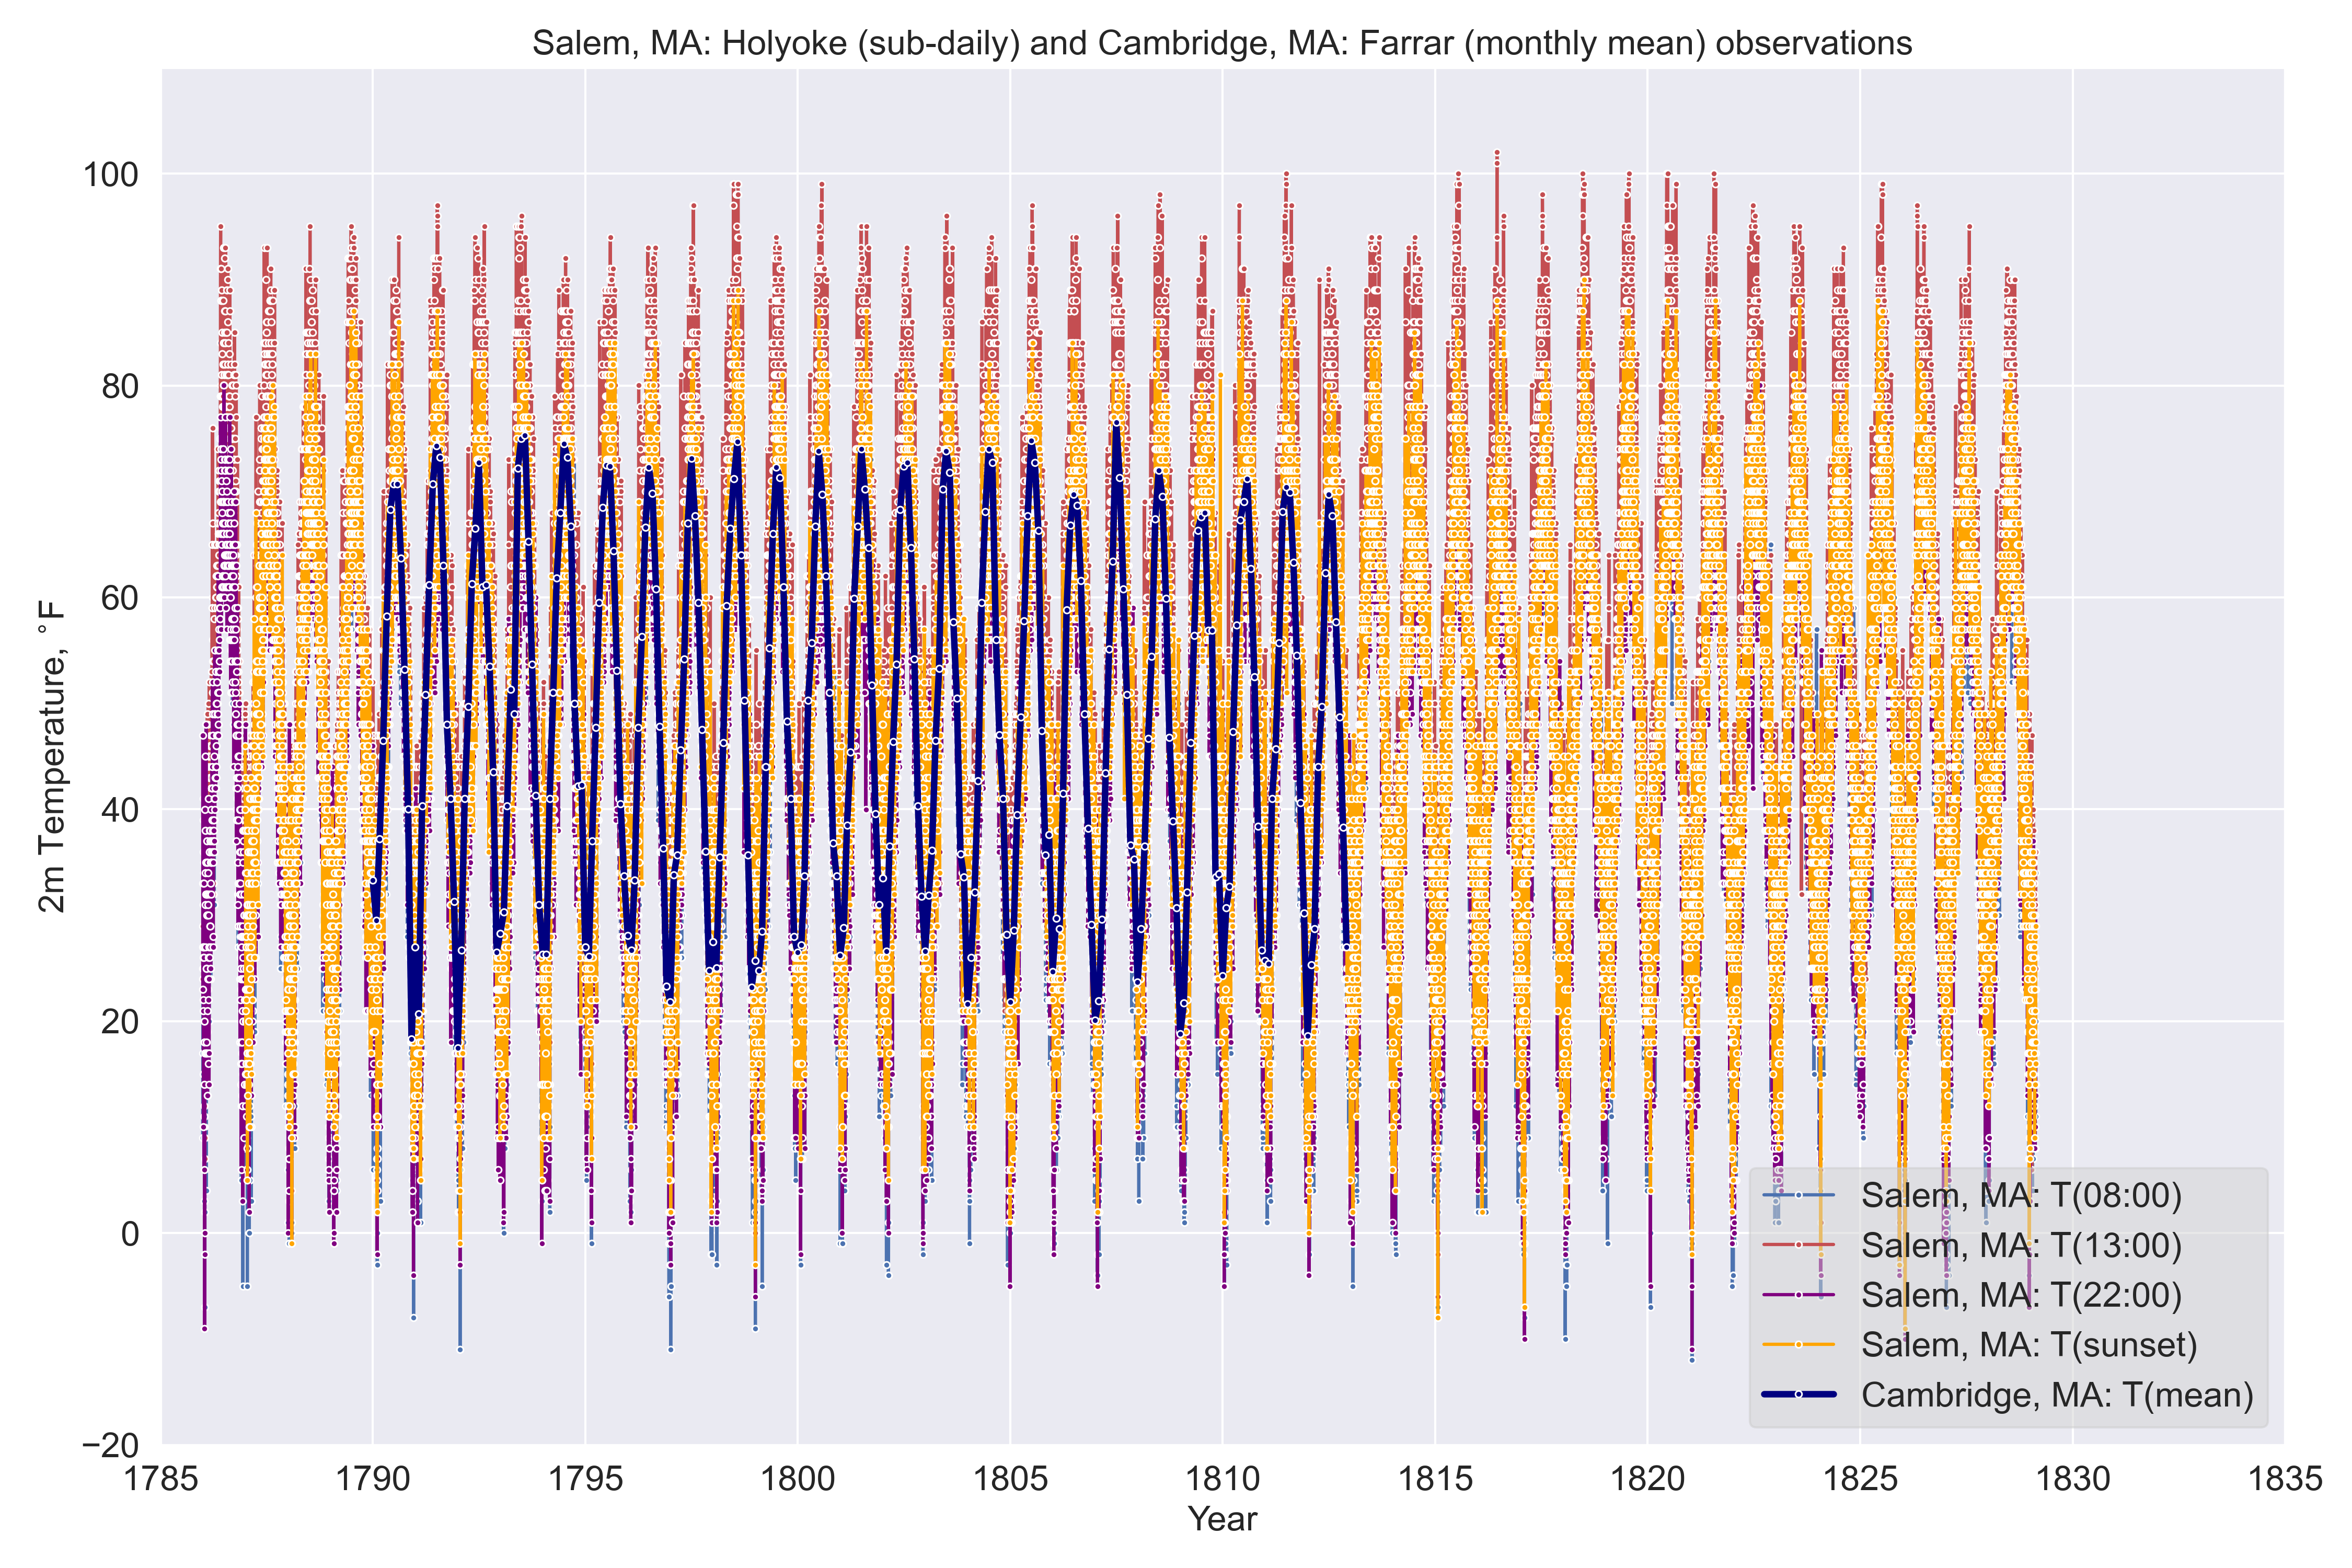 Salem, MA: Holyoke (sub-daily) and Cambridge, MA: Farrar (monthly mean) observations
2m Temperature, °F
100
80
60
40
20
0
−20
Salem, MA: T(08:00)
Salem, MA: T(13:00)
Salem, MA: T(22:00)
Salem, MA: T(sunset)
Cambridge, MA: T(mean)
1785 1790 1795 1800 1805 1810 1815 1820 1825 1830 1835
Year